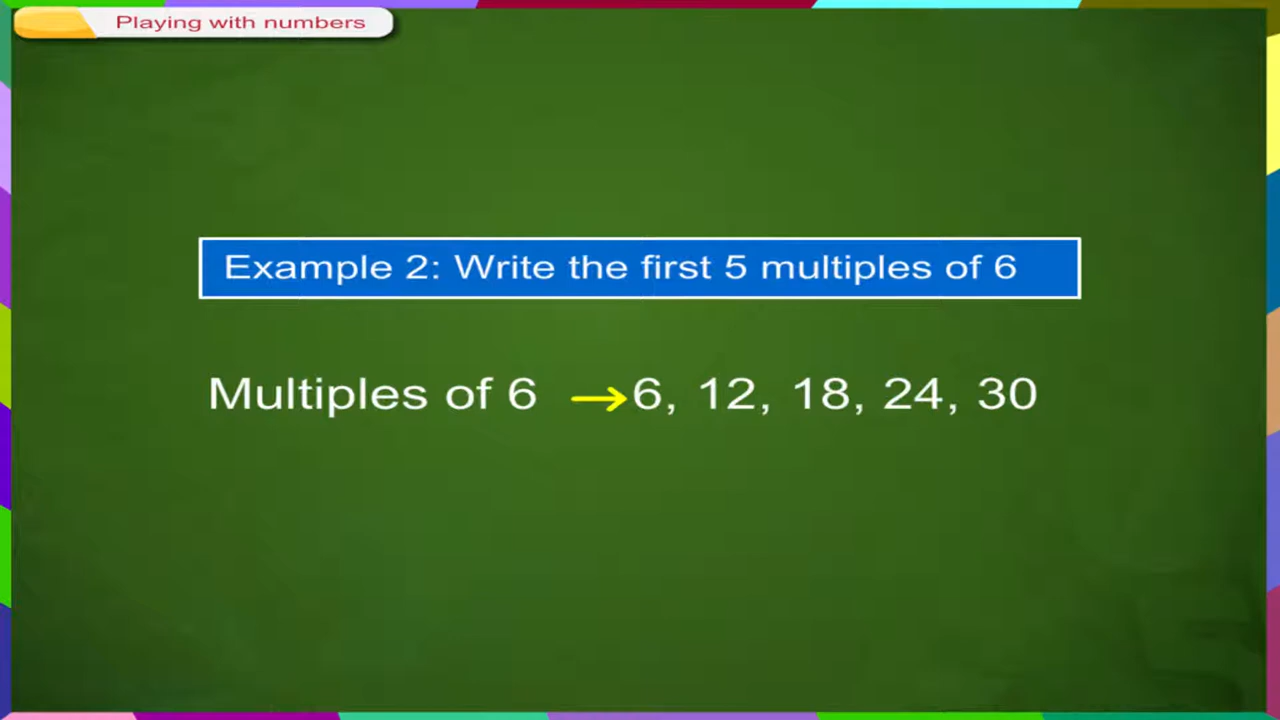 Playing with numbers
Example 2: Write the first 5 multiples of 6
Multiples of 6 → 6, 12, 18, 24, 30